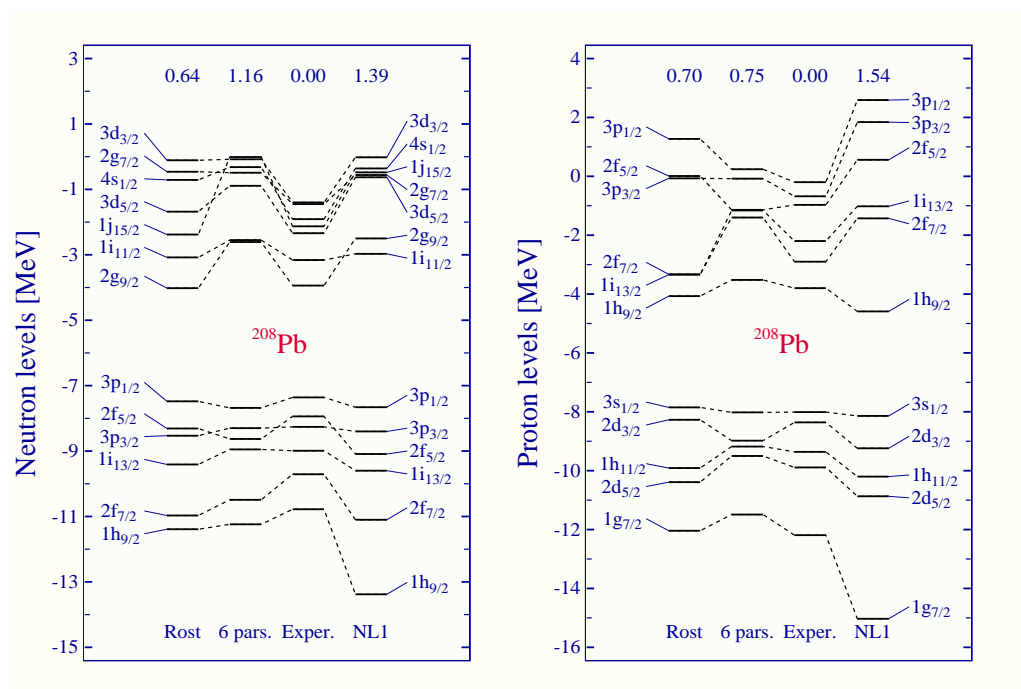 Neutron levels [MeV]
3
1
-1
-3
-5
-7
-9
-11
-13
-15
0.64 1.16 0.00 1.39
3d3/2
2g7/2
4s1/2
3d5/2
1j15/2
1i11/2
2g9/2
3p1/2
2f5/2
3p3/2
1i13/2
2f7/2
1h9/2
208Pb
3d3/2
4s1/2
1j15/2
2g7/2
3d5/2
2g9/2
1i11/2
3p1/2
3p3/2
2f5/2
1i13/2
2f7/2
1h9/2
Rost 6 pars. Exper. NL1
Proton levels [MeV]
4
2
0
-2
-4
-6
-8
-10
-12
-14
-16
0.70 0.75 0.00 1.54
3p1/2
2f5/2
3p3/2
2f7/2
1i13/2
1h9/2
3s1/2
2d3/2
1h11/2
2d5/2
1g7/2
208Pb
3p1/2
3p3/2
2f5/2
1i13/2
2f7/2
1h9/2
3s1/2
2d3/2
1h11/2
2d5/2
1g7/2
Rost 6 pars. Exper. NL1